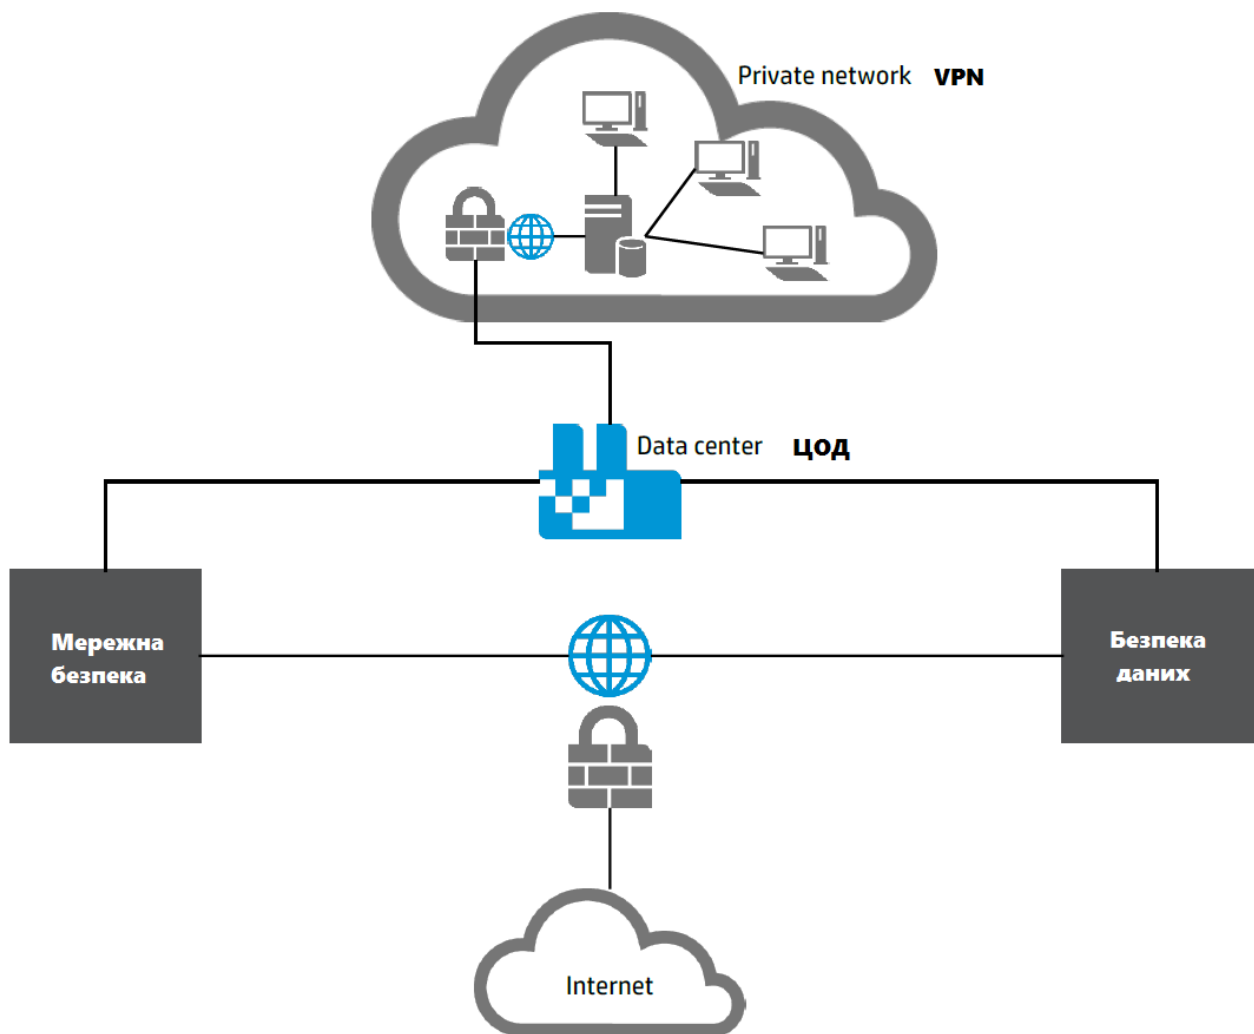 Private network VPN
Data center ЦОД
Мережна
безпека
Безпека
даних
Internet